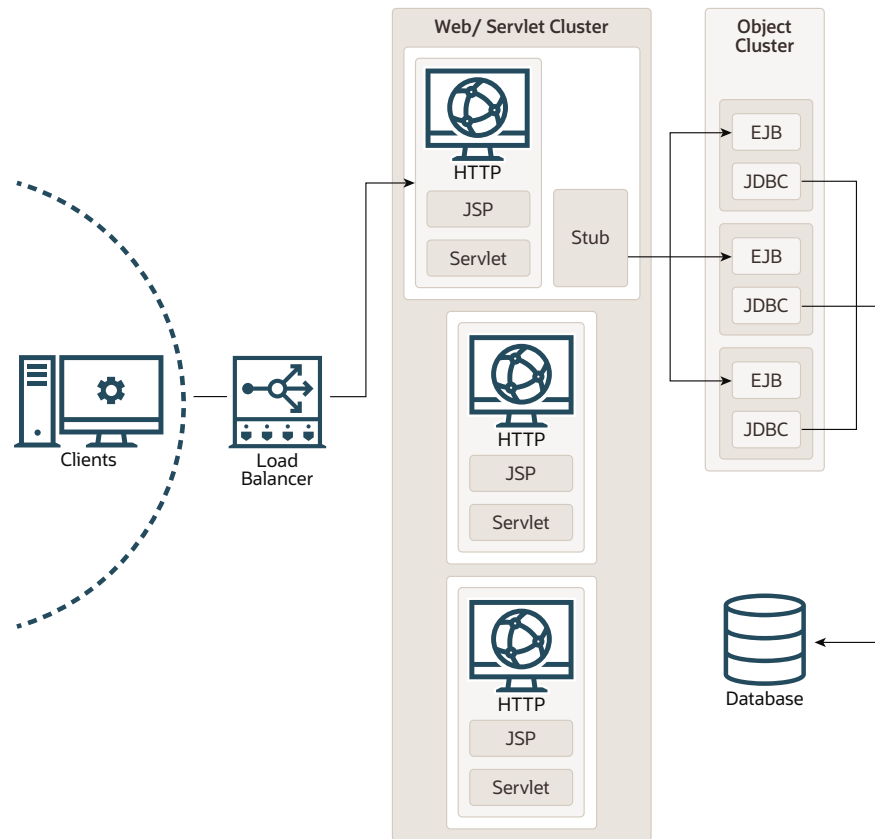 Clients
Load
Balancer
Web/ Servlet Cluster
HTTP
JSP
Servlet
Stub
HTTP
JSP
Servlet
HTTP
JSP
Servlet
Object
Cluster
EJB
JDBC
EJB
JDBC
EJB
JDBC
Database